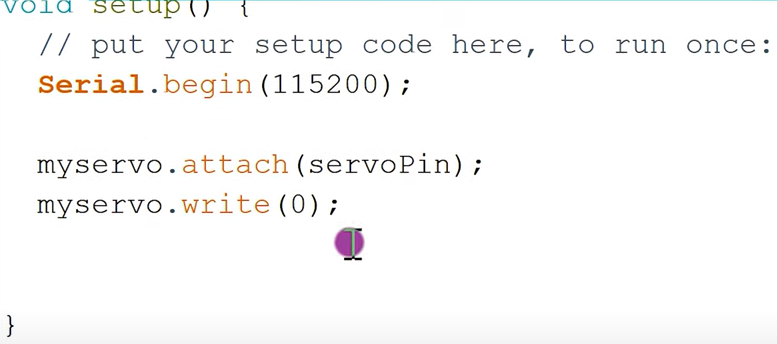 void setup() {
// put your setup code here, to run once:
Serial.begin(115200);
myservo.attach(servoPin);
myservo.write(0);
}